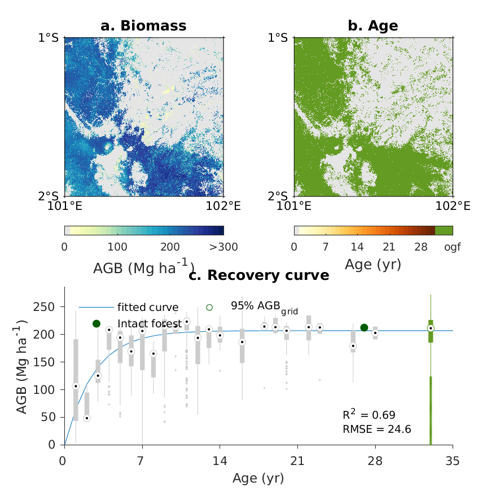 a. Biomass
b. Age
1°S
1°S
2°S
2°S
101°E
102°E
101°E
102°E
0
100
200
>300
0
7
14
21
28
ogf
AGB (Mg ha⁻¹)
Age (yr)
c. Recovery curve
fitted curve
95% AGBgrid
Intact forest
AGB (Mg ha⁻¹)
250
200
150
100
50
0
R² = 0.69
RMSE = 24.6
0
7
14
21
28
35
Age (yr)